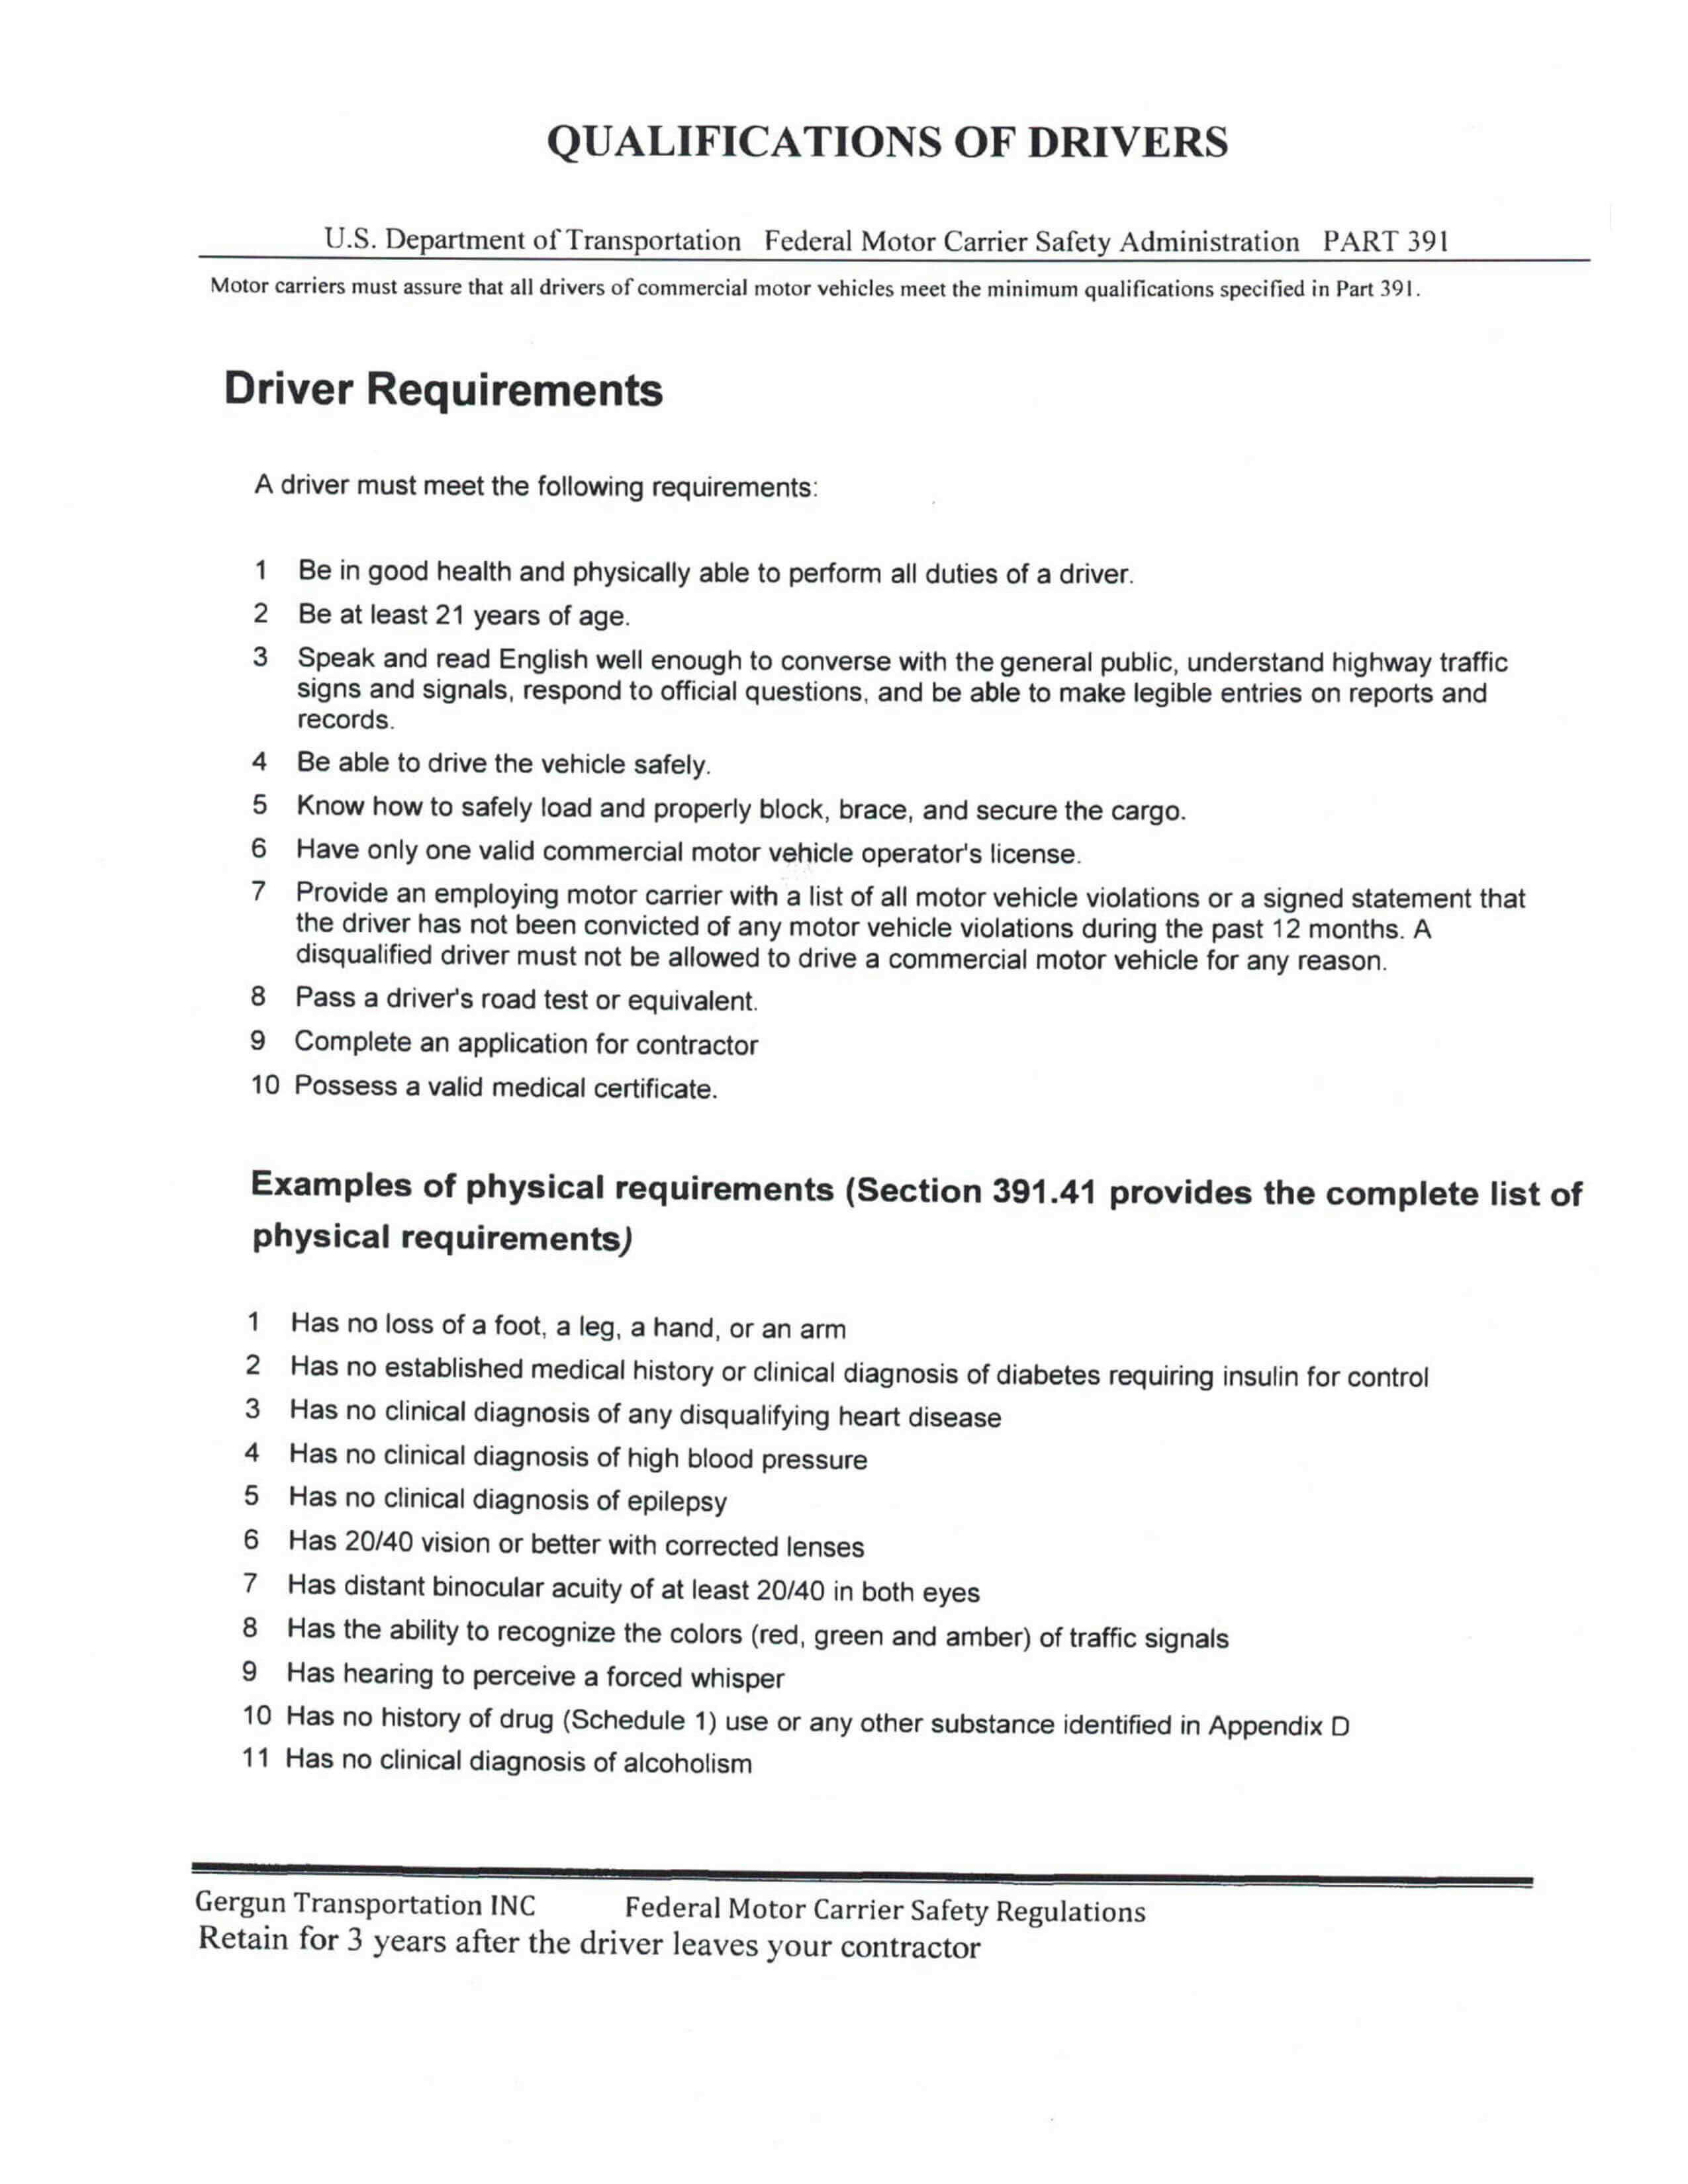 QUALIFICATIONS OF DRIVERS
U.S. Department of Transportation Federal Motor Carrier Safety Administration PART 391
Motor carriers must assure that all drivers of commercial motor vehicles meet the minimum qualifications specified in Part 391.
Driver Requirements
A driver must meet the following requirements:
1 Be in good health and physically able to perform all duties of a driver.
2 Be at least 21 years of age.
3 Speak and read English well enough to converse with the general public, understand highway traffic
signs and signals, respond to official questions, and be able to make legible entries on reports and
records.
4 Be able to drive the vehicle safely.
5 Know how to safely load and properly block, brace, and secure the cargo.
6 Have only one valid commercial motor vehicle operator's license.
7 Provide an employing motor carrier with a list of all motor vehicle violations or a signed statement that
the driver has not been convicted of any motor vehicle violations during the past 12 months. A
disqualified driver must not be allowed to drive a commercial motor vehicle for any reason.
8 Pass a driver's road test or equivalent.
9 Complete an application for contractor
10 Possess a valid medical certificate.
Examples of physical requirements (Section 391.41 provides the complete list of
physical requirements)
1 Has no loss of a foot, a leg, a hand, or an arm
2 Has no established medical history or clinical diagnosis of diabetes requiring insulin for control
3 Has no clinical diagnosis of any disqualifying heart disease
4 Has no clinical diagnosis of high blood pressure
5 Has no clinical diagnosis of epilepsy
6 Has 20/40 vision or better with corrected lenses
7 Has distant binocular acuity of at least 20/40 in both eyes
8 Has the ability to recognize the colors (red, green and amber) of traffic signals
9 Has hearing to perceive a forced whisper
10 Has no history of drug (Schedule 1) use or any other substance identified in Appendix D
11 Has no clinical diagnosis of alcoholism
Gergun Transportation INC Federal Motor Carrier Safety Regulations
Retain for 3 years after the driver leaves your contractor